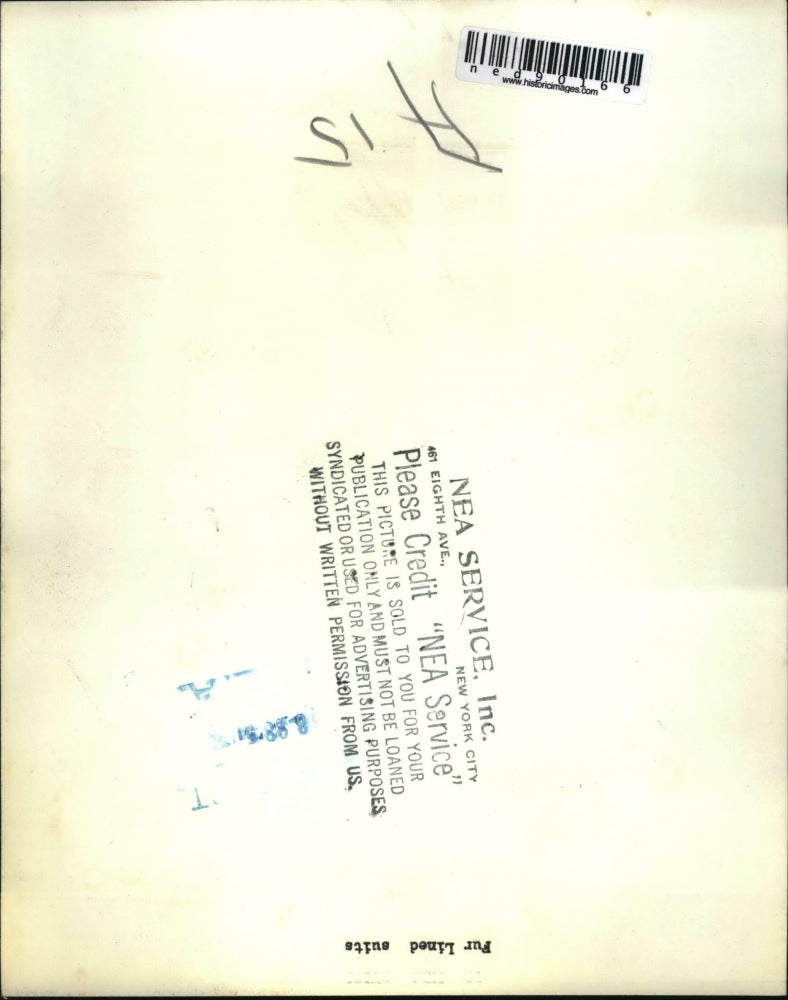 ned90166
www.historicimages.com
NEA SERVICE, Inc.
461 EIGHTH AVE., NEW YORK CITY
Please Credit "NEA Service"
THIS PICTURE IS SOLD TO YOU FOR YOUR
PUBLICATION ONLY AND MUST NOT BE LOANED
SYNDICATED OR USED FOR ADVERTISING PURPOSES
WITHOUT WRITTEN PERMISSION FROM US.
Fur Lined suits